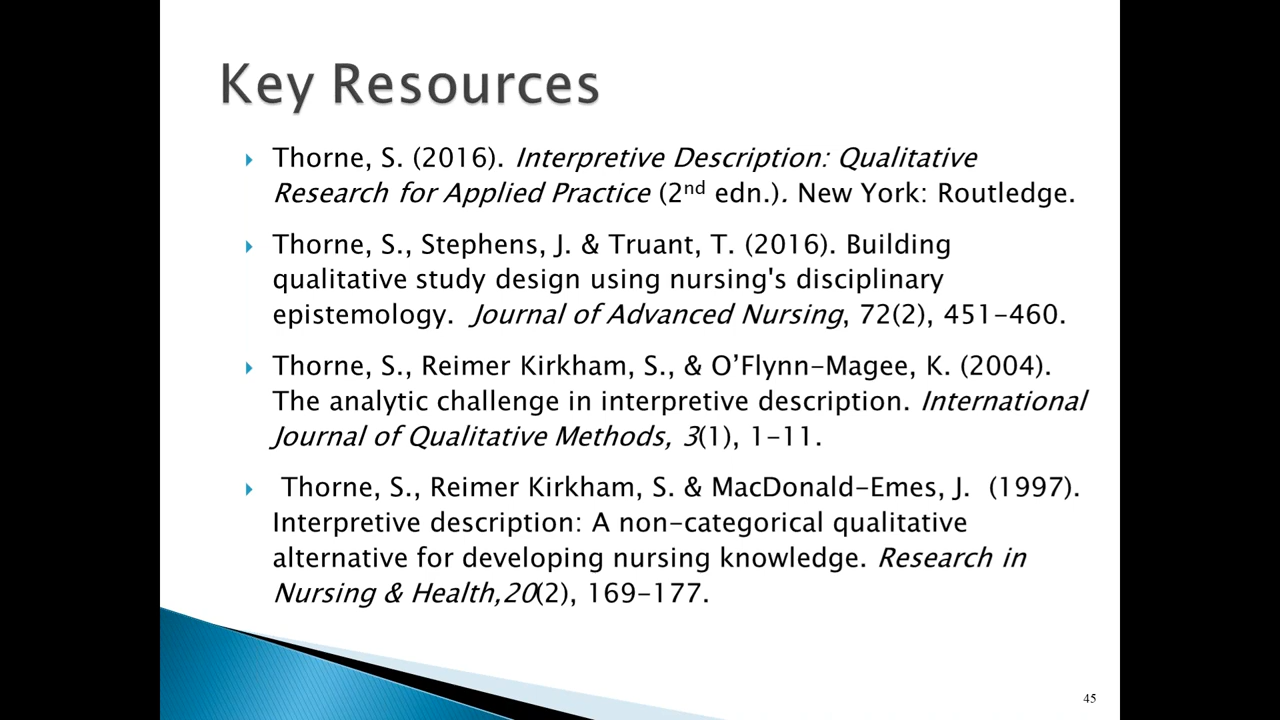 Key Resources
Thorne, S. (2016). Interpretive Description: Qualitative
Research for Applied Practice (2nd edn.). New York: Routledge.
Thorne, S., Stephens, J. & Truant, T. (2016). Building
qualitative study design using nursing's disciplinary
epistemology.  Journal of Advanced Nursing, 72(2), 451-460.
Thorne, S., Reimer Kirkham, S., & O’Flynn-Magee, K. (2004).
The analytic challenge in interpretive description. International
Journal of Qualitative Methods, 3(1), 1-11.
Thorne, S., Reimer Kirkham, S. & MacDonald-Emes, J.  (1997).
Interpretive description: A non-categorical qualitative
alternative for developing nursing knowledge. Research in
Nursing & Health,20(2), 169-177.
45